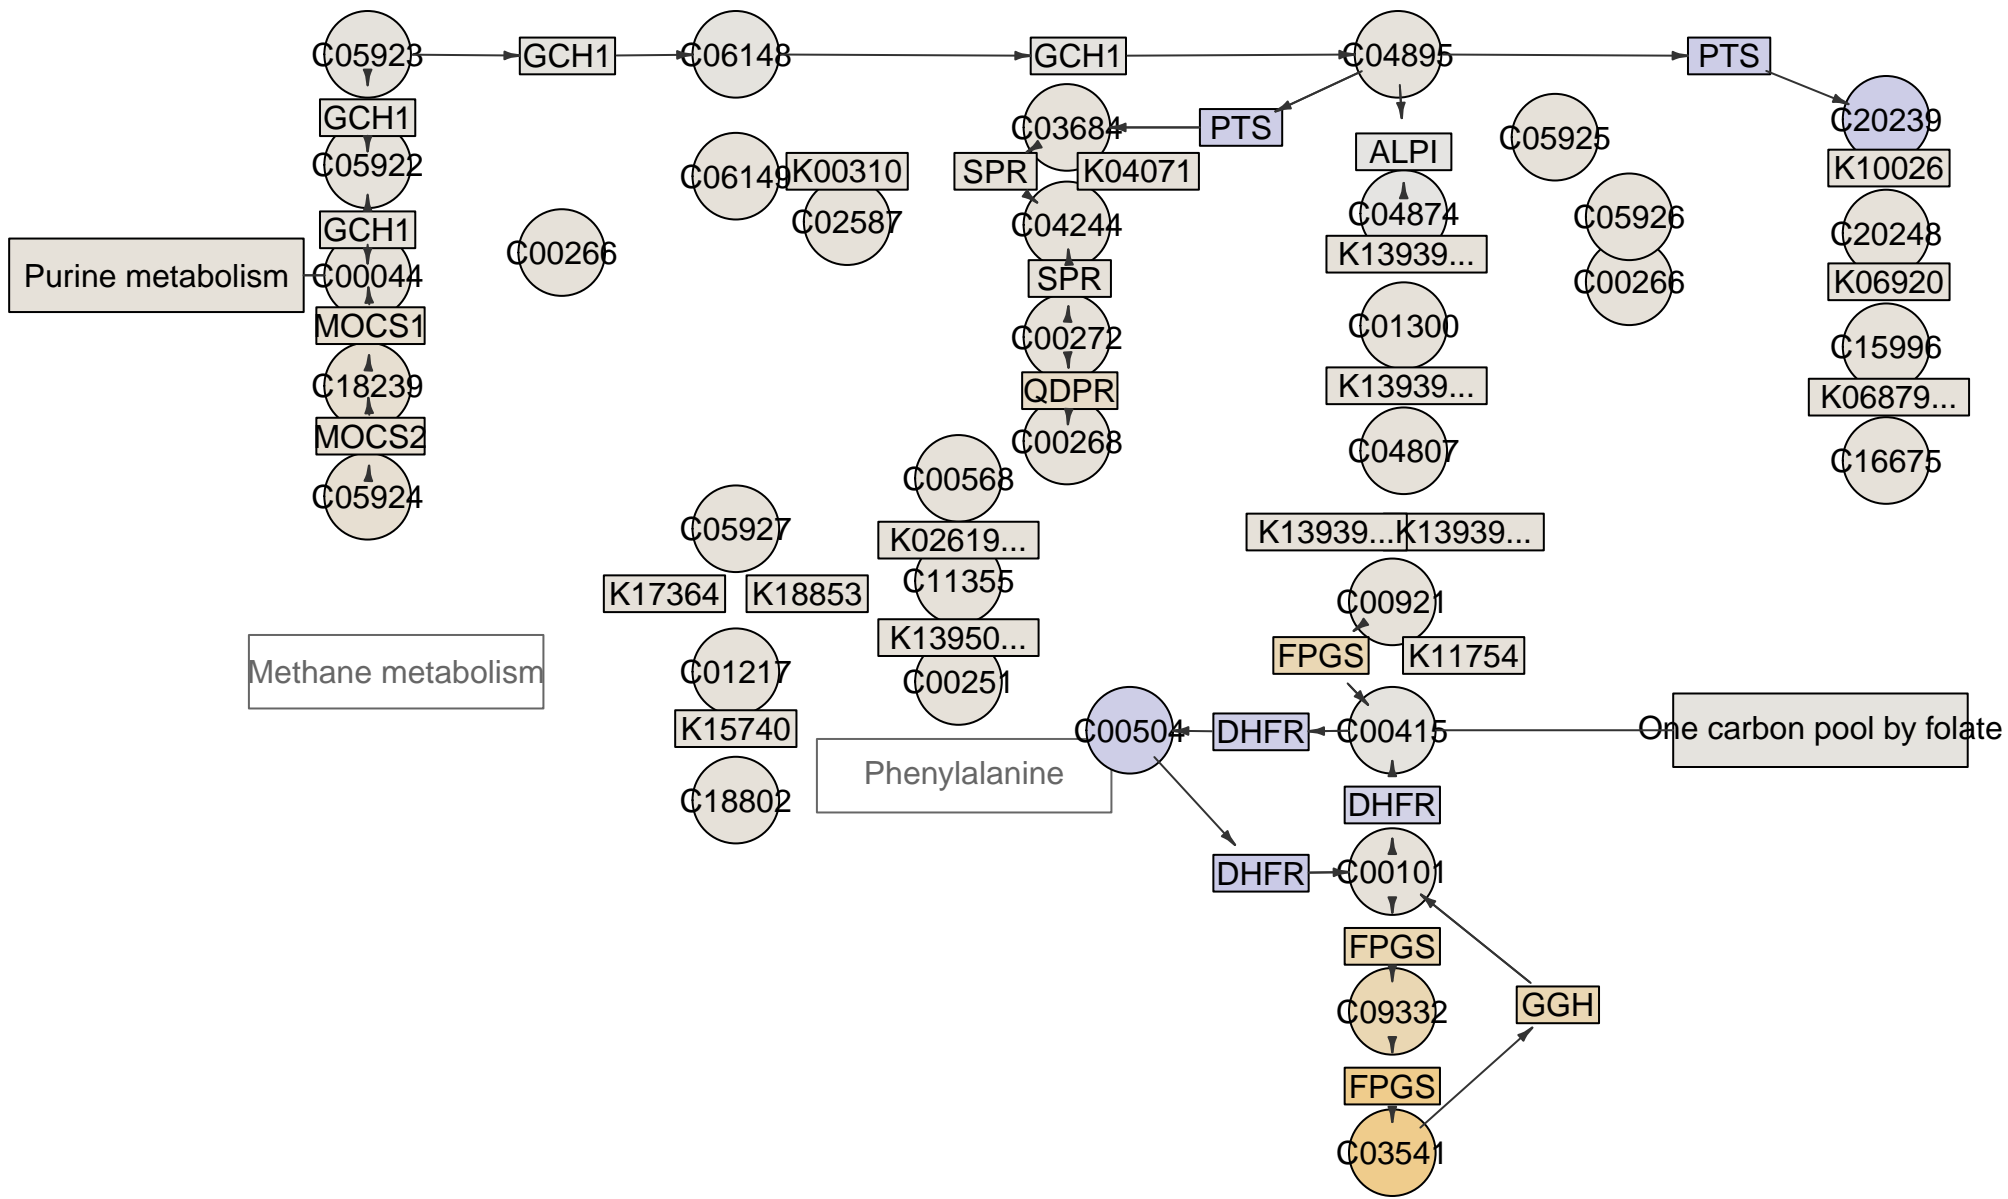 C05923
GCH1
C06148
GCH1
C04895
PTS
GCH1
C03684
PTS
C20239
C05925
ALPI
C05922
C06149
K00310
SPR
K04071
K10026
GCH1
C02587
C04244
C04874
C05926
C20248
C00266
K13939...
Purine metabolism
C00044
SPR
C00266
K06920
MOCS1
C00272
C01300
C15996
C18239
QDPR
K13939...
K06879...
MOCS2
C00268
C04807
C16675
C05924
C00568
C05927
K02619...
K13939...
K13939...
K17364
K18853
C11355
C00921
K13950...
FPGS
K11754
Methane metabolism
C01217
C00251
K15740
C00504
DHFR
C00415
One carbon pool by folate
Phenylalanine
C18802
DHFR
DHFR
C00101
FPGS
C09332
GGH
FPGS
C03541